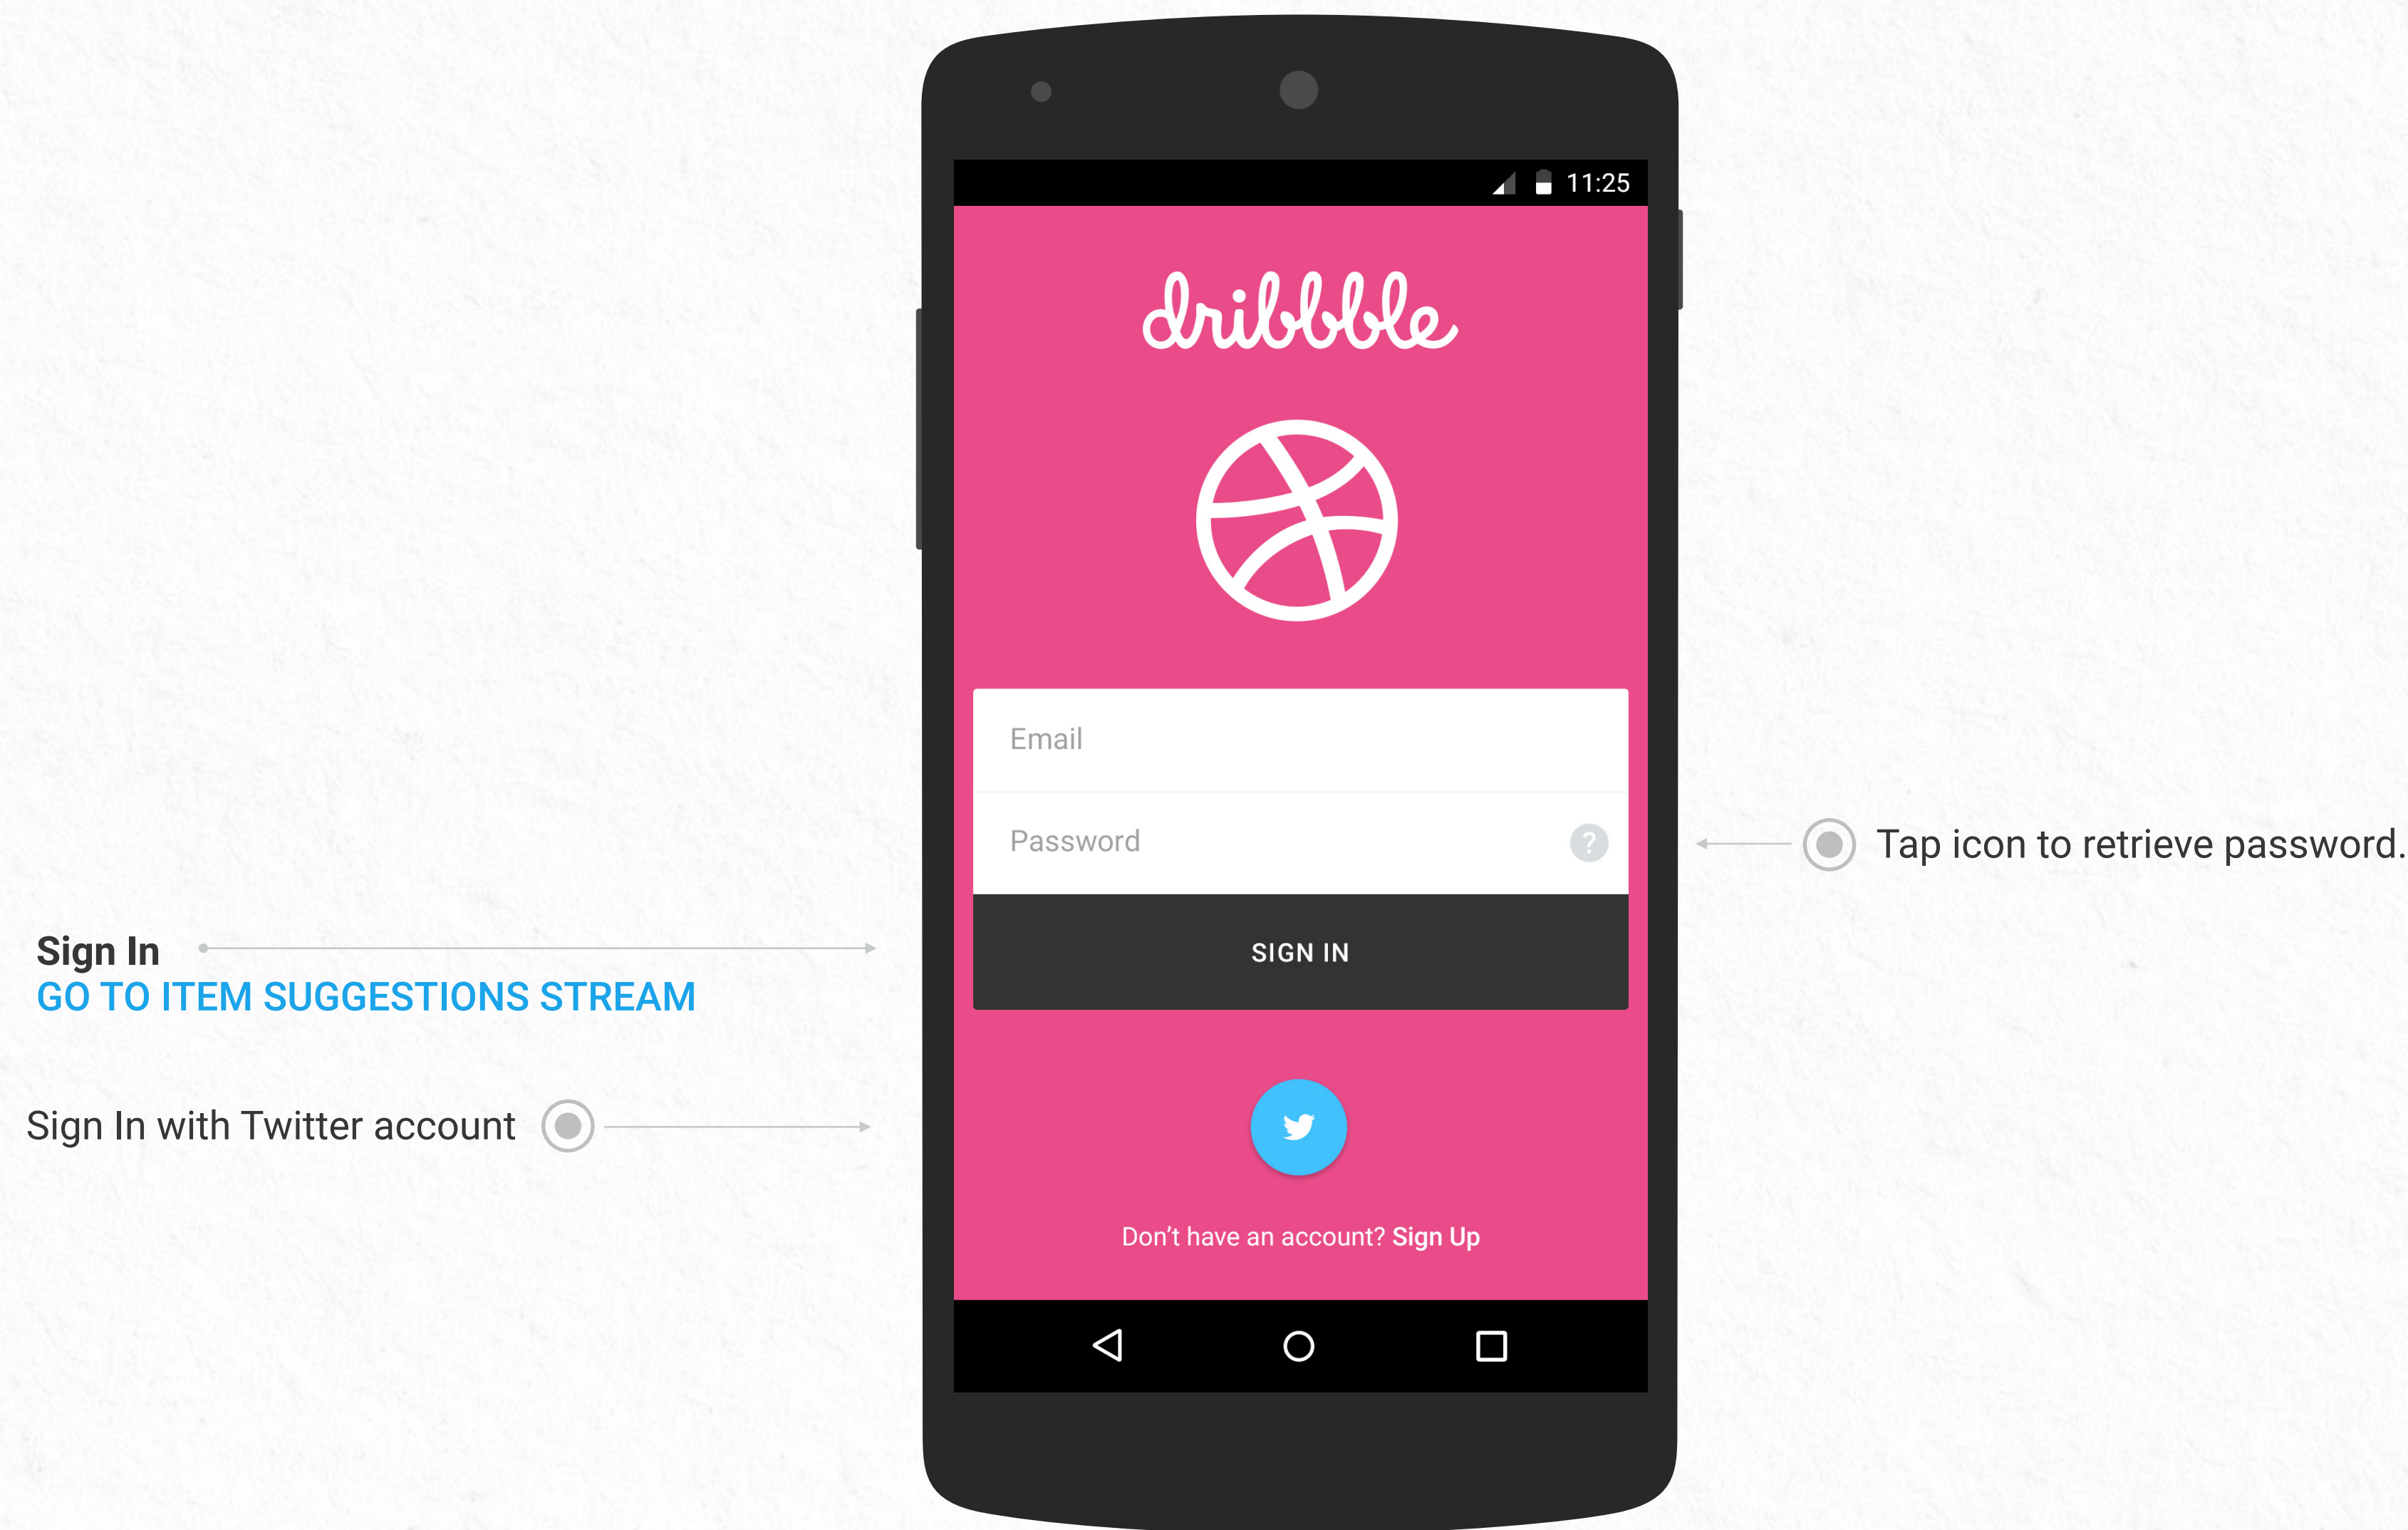 11:25
dribbble
Email
Password
?
Tap icon to retrieve password.
Sign In
SIGN IN
GO TO ITEM SUGGESTIONS STREAM
Sign In with Twitter account
Don’t have an account? Sign Up